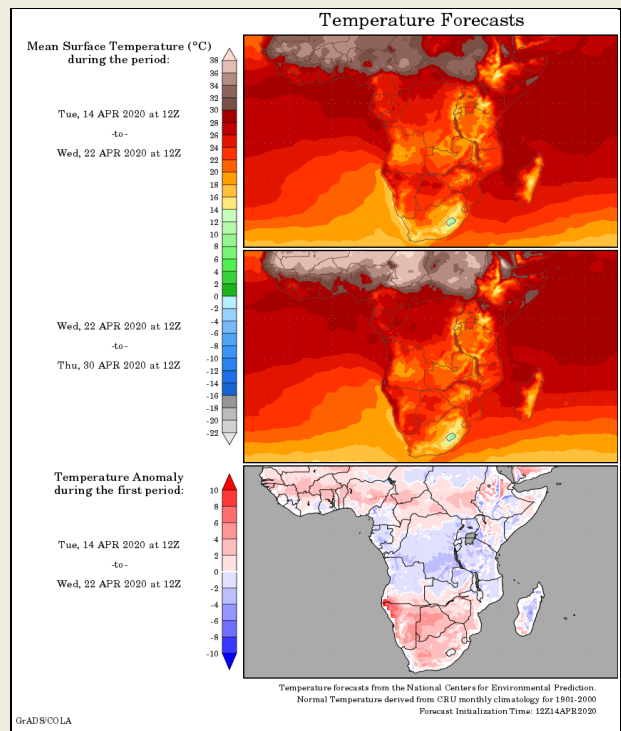 Temperature Forecasts
Mean Surface Temperature (°C)
during the period:
38
36
34
32
30
28
26
24
22
20
18
16
14
12
10
8
6
4
2
0
-2
-4
-6
-8
-10
-12
-14
-16
-18
-20
-22
Tue, 14 APR 2020 at 12Z
-to-
Wed, 22 APR 2020 at 12Z
Wed, 22 APR 2020 at 12Z
-to-
Thu, 30 APR 2020 at 12Z
Temperature Anomaly
during the first period:
10
8
6
4
2
0
-2
-4
-6
-8
-10
Tue, 14 APR 2020 at 12Z
-to-
Wed, 22 APR 2020 at 12Z
Temperature forecasts from the National Centers for Environmental Prediction.
Normal Temperature derived from CRU monthly climatology for 1901-2000
Forecast Initialization Time: 12Z14APR2020
GrADS/COLA